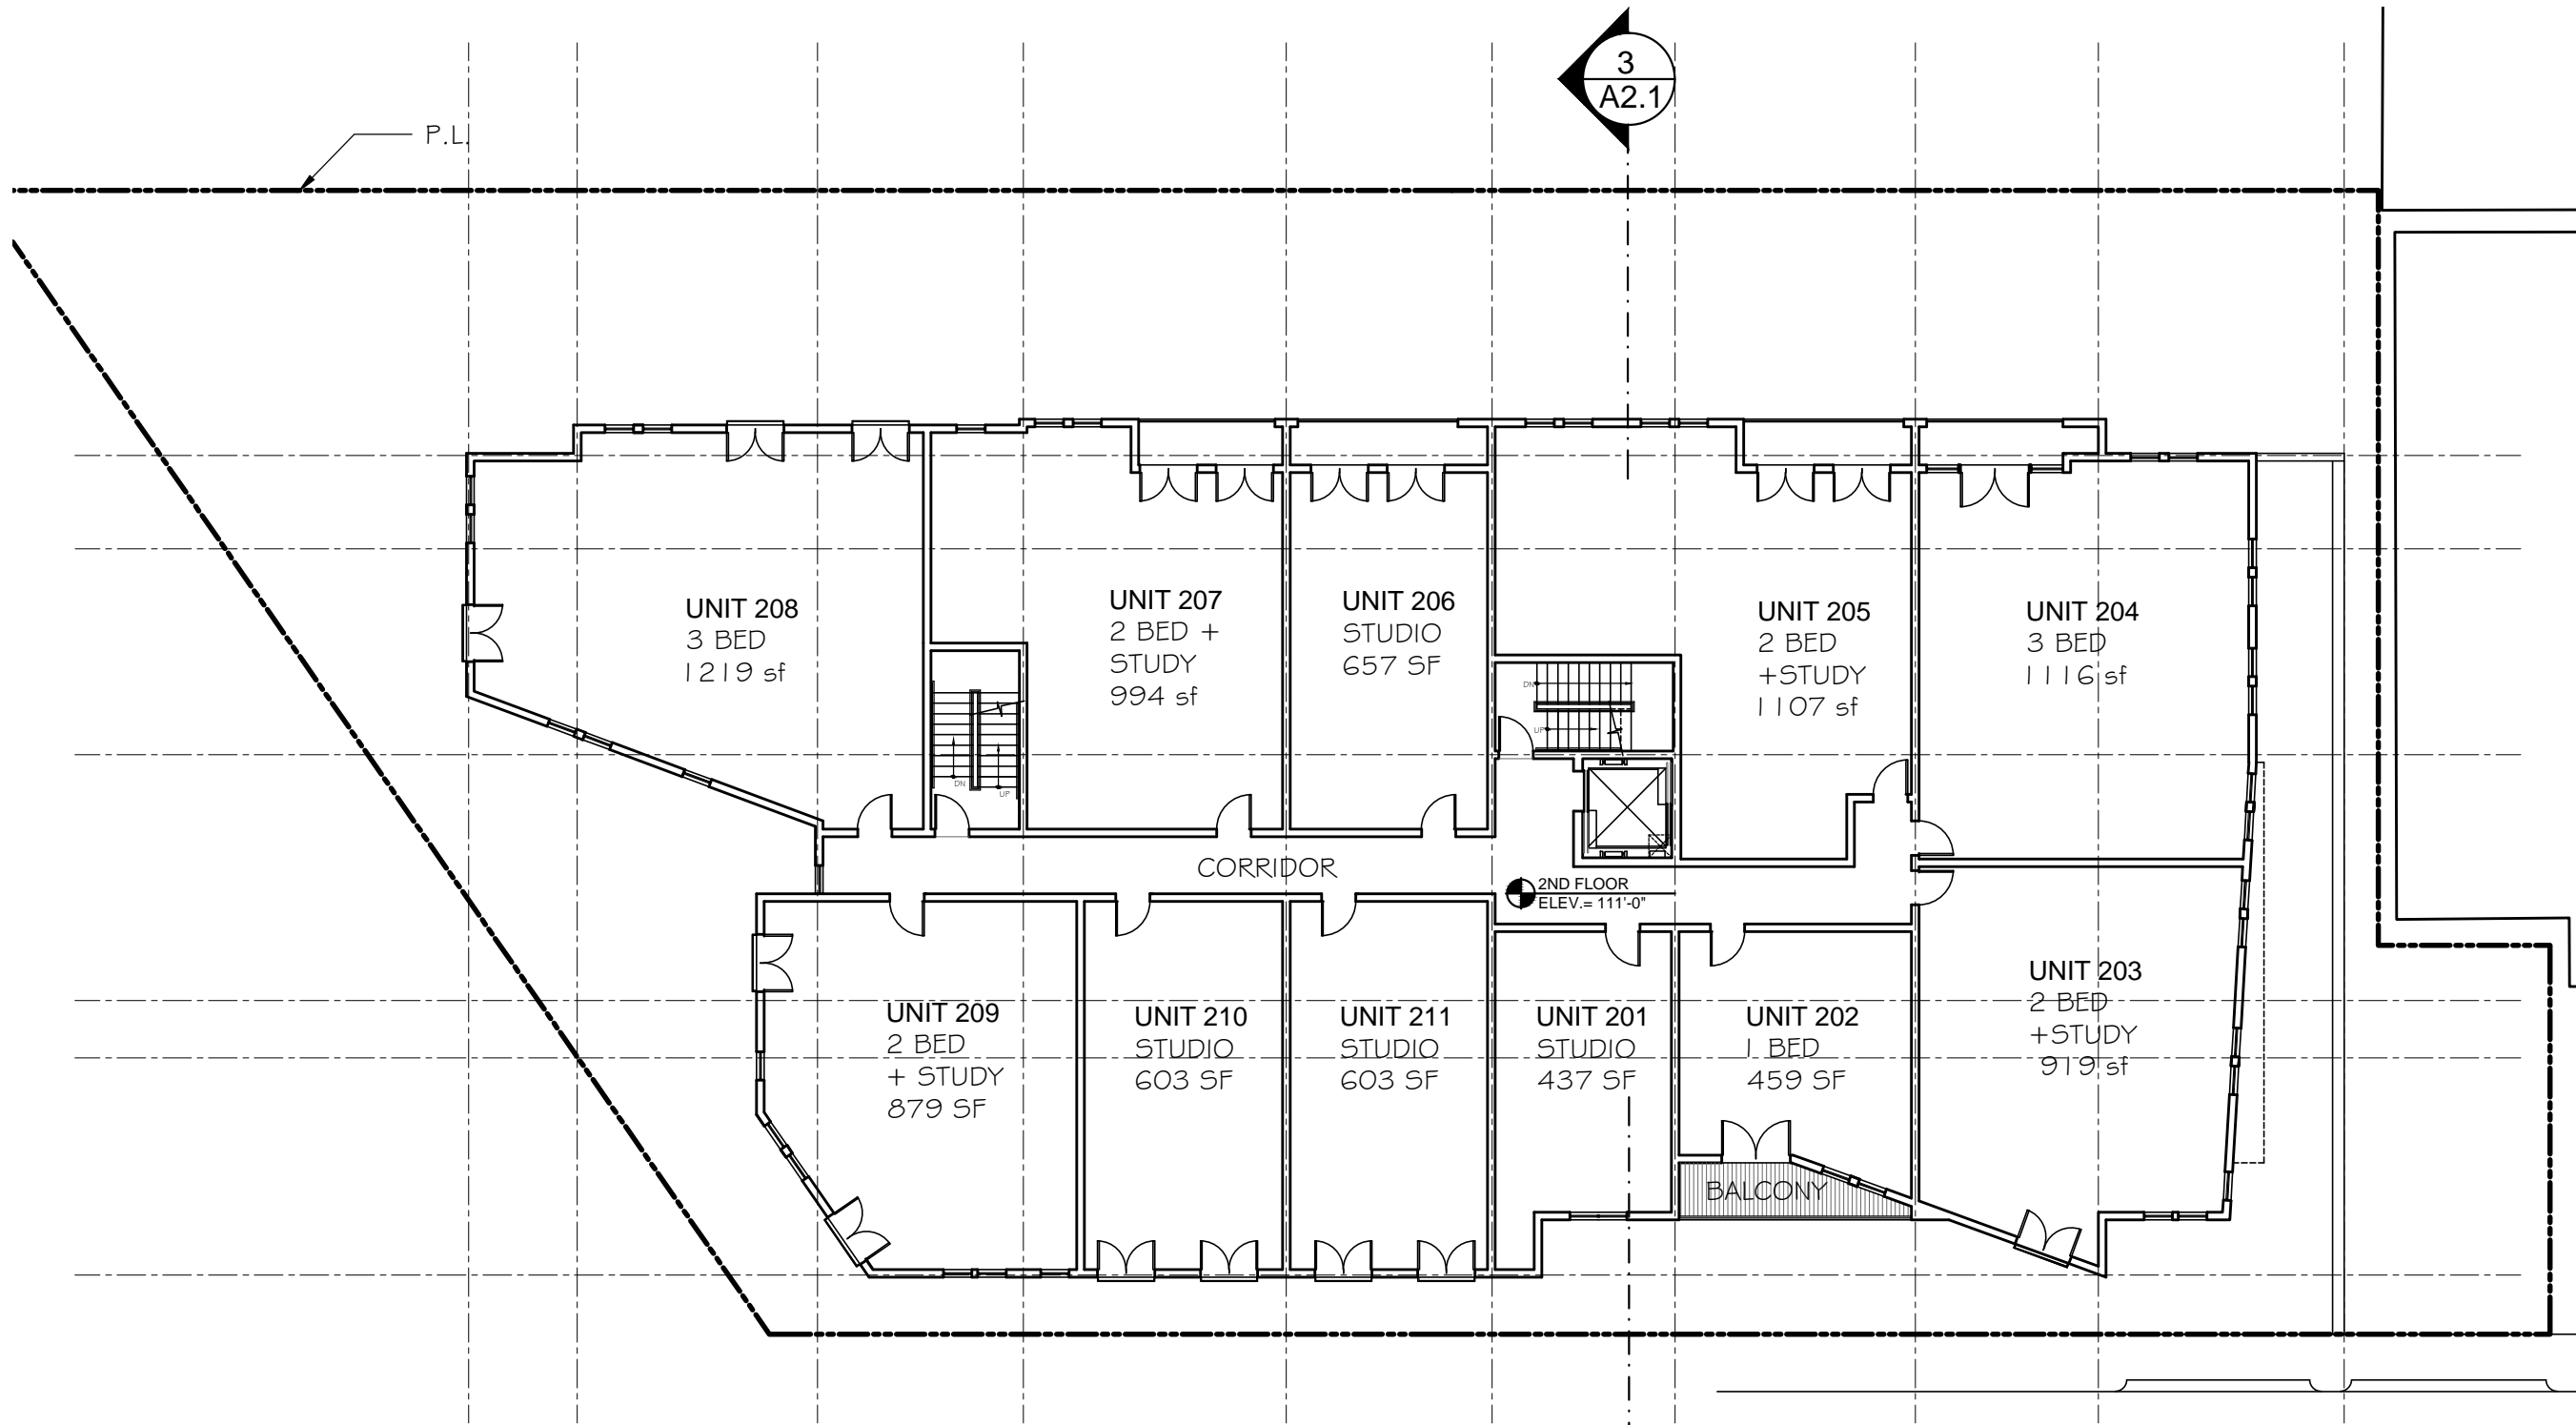 3
A2.1
P.L.
UNIT 208
3 BED
1219 sf
UNIT 207
2 BED +
STUDY
994 sf
UNIT 206
STUDIO
657 SF
UNIT 205
2 BED
+STUDY
1107 sf
UNIT 204
3 BED
1116 sf
DN
UP
DN
UP
CORRIDOR
2ND FLOOR
ELEV.= 111'-0"
UNIT 209
2 BED
+ STUDY
879 SF
UNIT 210
STUDIO
603 SF
UNIT 211
STUDIO
603 SF
UNIT 201
STUDIO
437 SF
UNIT 202
1 BED
459 SF
UNIT 203
2 BED
+STUDY
919 sf
BALCONY